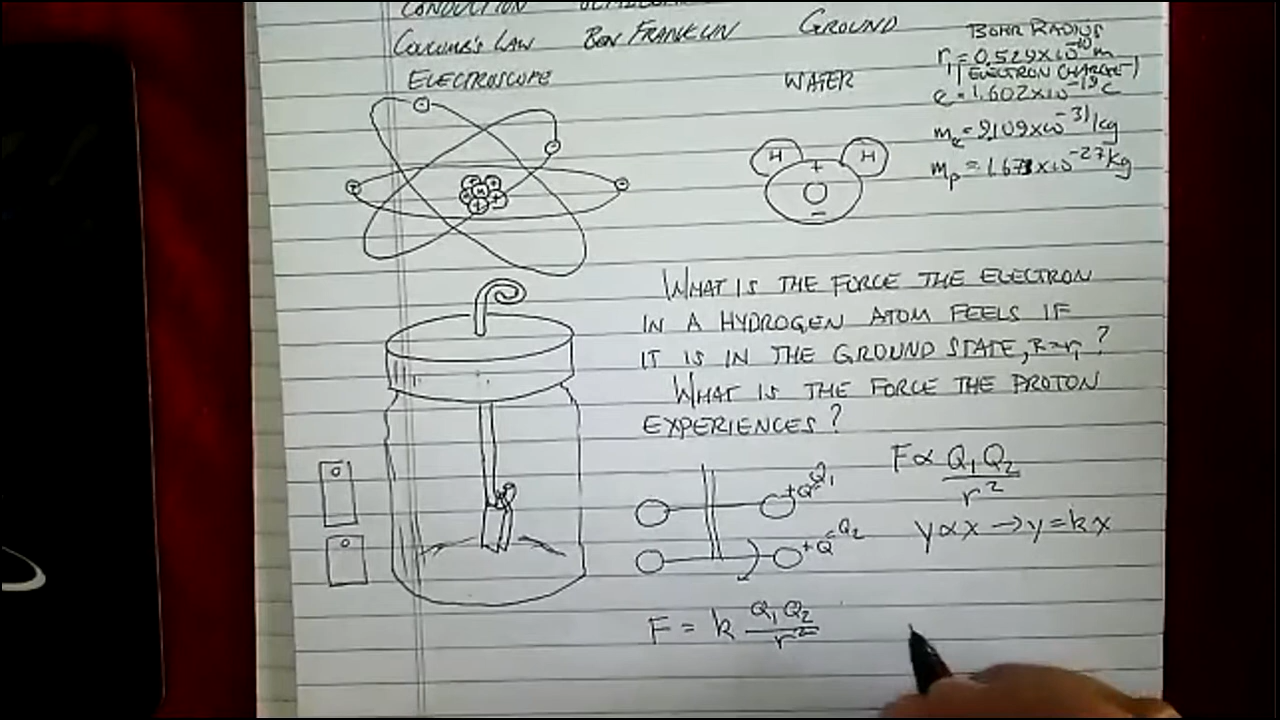 CONDUCTION
COULOMB'S LAW BEN FRANKLIN GROUND
ELECTROSCOPE WATER
BOHR RADIUS
r₁ = 0.529×10⁻¹⁰ m
(ELECTRON CHARGE)
e = 1.602×10⁻¹⁹ C
mₑ = 9.109×10⁻³¹ kg
mₚ = 1.673×10⁻²⁷ kg
H + H
O
−
WHAT IS THE FORCE THE ELECTRON
IN A HYDROGEN ATOM FEELS IF
IT IS IN THE GROUND STATE, R=r₁?
WHAT IS THE FORCE THE PROTON
EXPERIENCES?
+Q=Q₁
+Q=Q₂
F∝ Q₁Q₂
r²
y∝x → y=kx
F = k Q₁Q₂
r²